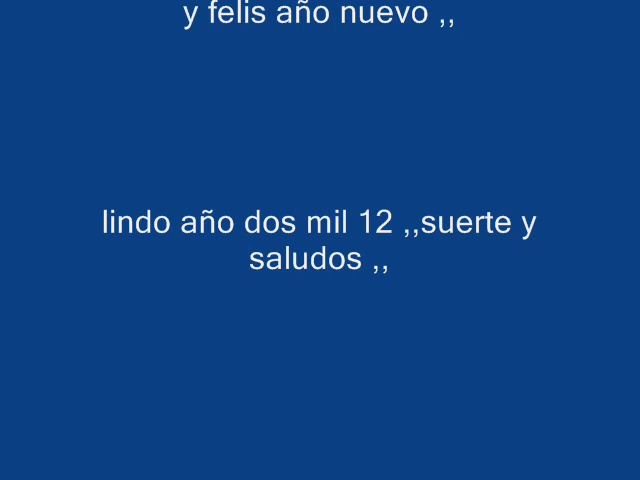 y felis año nuevo ,,
lindo año dos mil 12 ,,suerte y
saludos ,,